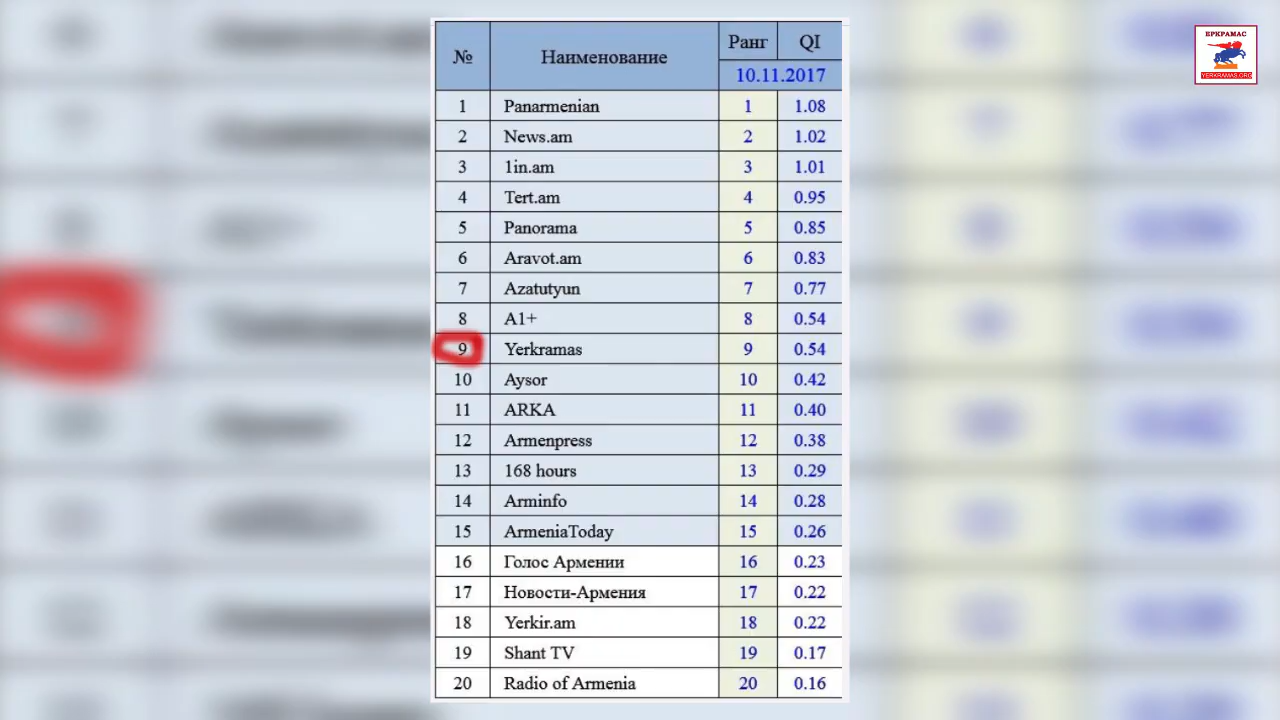 № Наименование Ранг QI
10.11.2017
1 Panarmenian 1 1.08
2 News.am 2 1.02
3 1in.am 3 1.01
4 Tert.am 4 0.95
5 Panorama 5 0.85
6 Aravot.am 6 0.83
7 Azatutyun 7 0.77
8 A1+ 8 0.54
9 Yerkramas 9 0.54
10 Aysor 10 0.42
11 ARKA 11 0.40
12 Armenpress 12 0.38
13 168 hours 13 0.29
14 Arminfo 14 0.28
15 ArmeniaToday 15 0.26
16 Голос Армении 16 0.23
17 Новости-Армения 17 0.22
18 Yerkir.am 18 0.22
19 Shant TV 19 0.17
20 Radio of Armenia 20 0.16
ЕРКРАМАС
YERKRAMAS.ORG